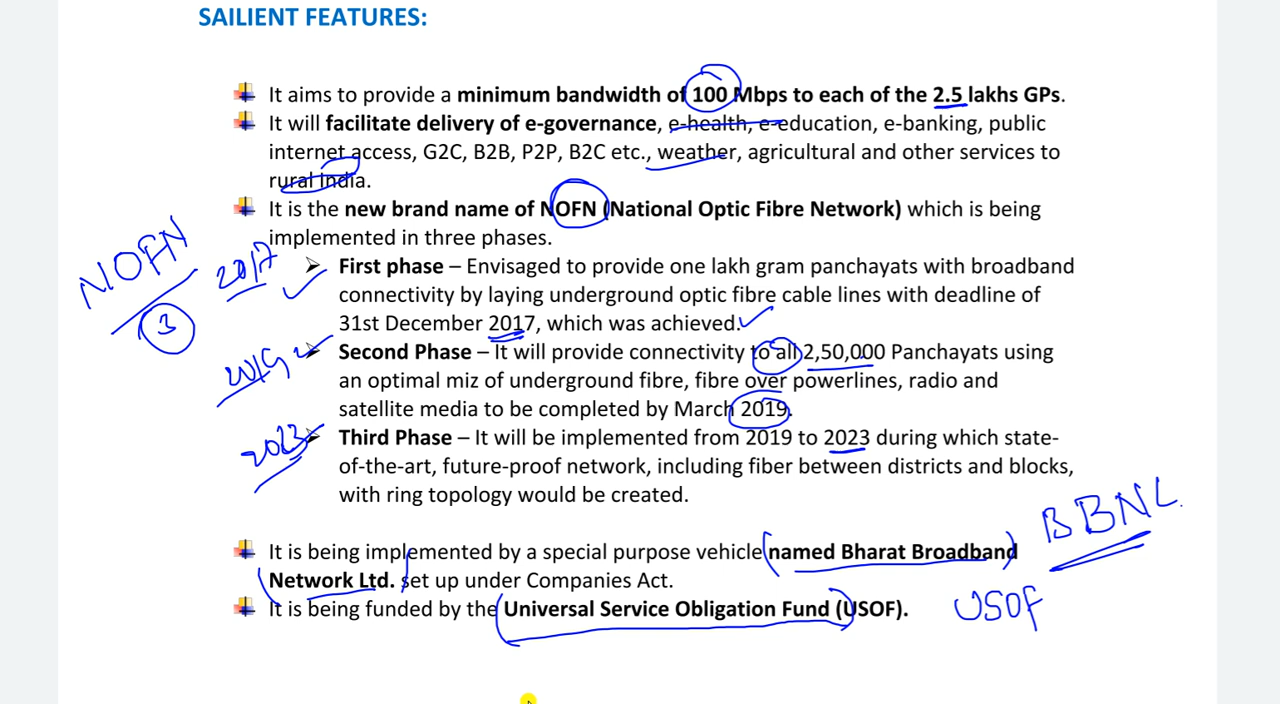 SAILIENT FEATURES:
It aims to provide a minimum bandwidth of 100 Mbps to each of the 2.5 lakhs GPs.
It will facilitate delivery of e-governance, e-health, e-education, e-banking, public
internet access, G2C, B2B, P2P, B2C etc., weather, agricultural and other services to
rural India.
It is the new brand name of NOFN (National Optic Fibre Network) which is being
implemented in three phases.
NOFN
3
2017
First phase – Envisaged to provide one lakh gram panchayats with broadband
connectivity by laying underground optic fibre cable lines with deadline of
31st December 2017, which was achieved.
2019
Second Phase – It will provide connectivity to all 2,50,000 Panchayats using
an optimal miz of underground fibre, fibre over powerlines, radio and
satellite media to be completed by March 2019.
2023
Third Phase – It will be implemented from 2019 to 2023 during which state-
of-the-art, future-proof network, including fiber between districts and blocks,
with ring topology would be created.
BBNL
It is being implemented by a special purpose vehicle named Bharat Broadband
Network Ltd. set up under Companies Act.
It is being funded by the Universal Service Obligation Fund (USOF).
USOF